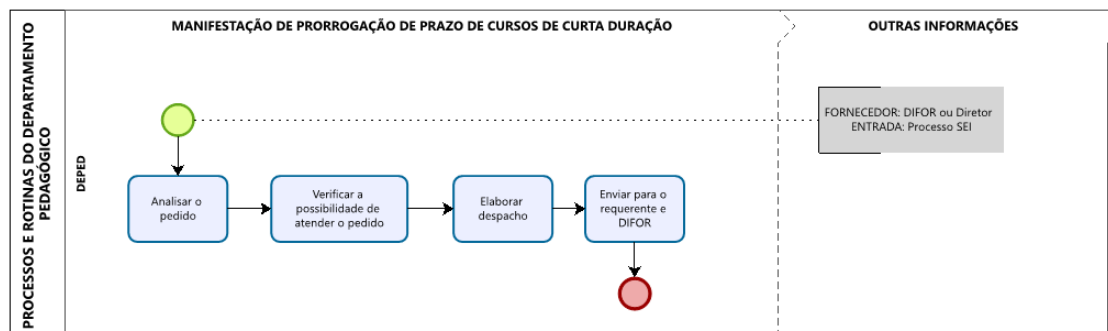 PROCESSOS E ROTINAS DO DEPARTAMENTO
PEDAGÓGICO
DEPED
MANIFESTAÇÃO DE PRORROGAÇÃO DE PRAZO DE CURSOS DE CURTA DURAÇÃO
OUTRAS INFORMAÇÕES
FORNECEDOR: DIFOR ou Diretor
ENTRADA: Processo SEI
Analisar o
pedido
Verificar a
possibilidade de
atender o pedido
Elaborar
despacho
Enviar para o
requerente e
DIFOR